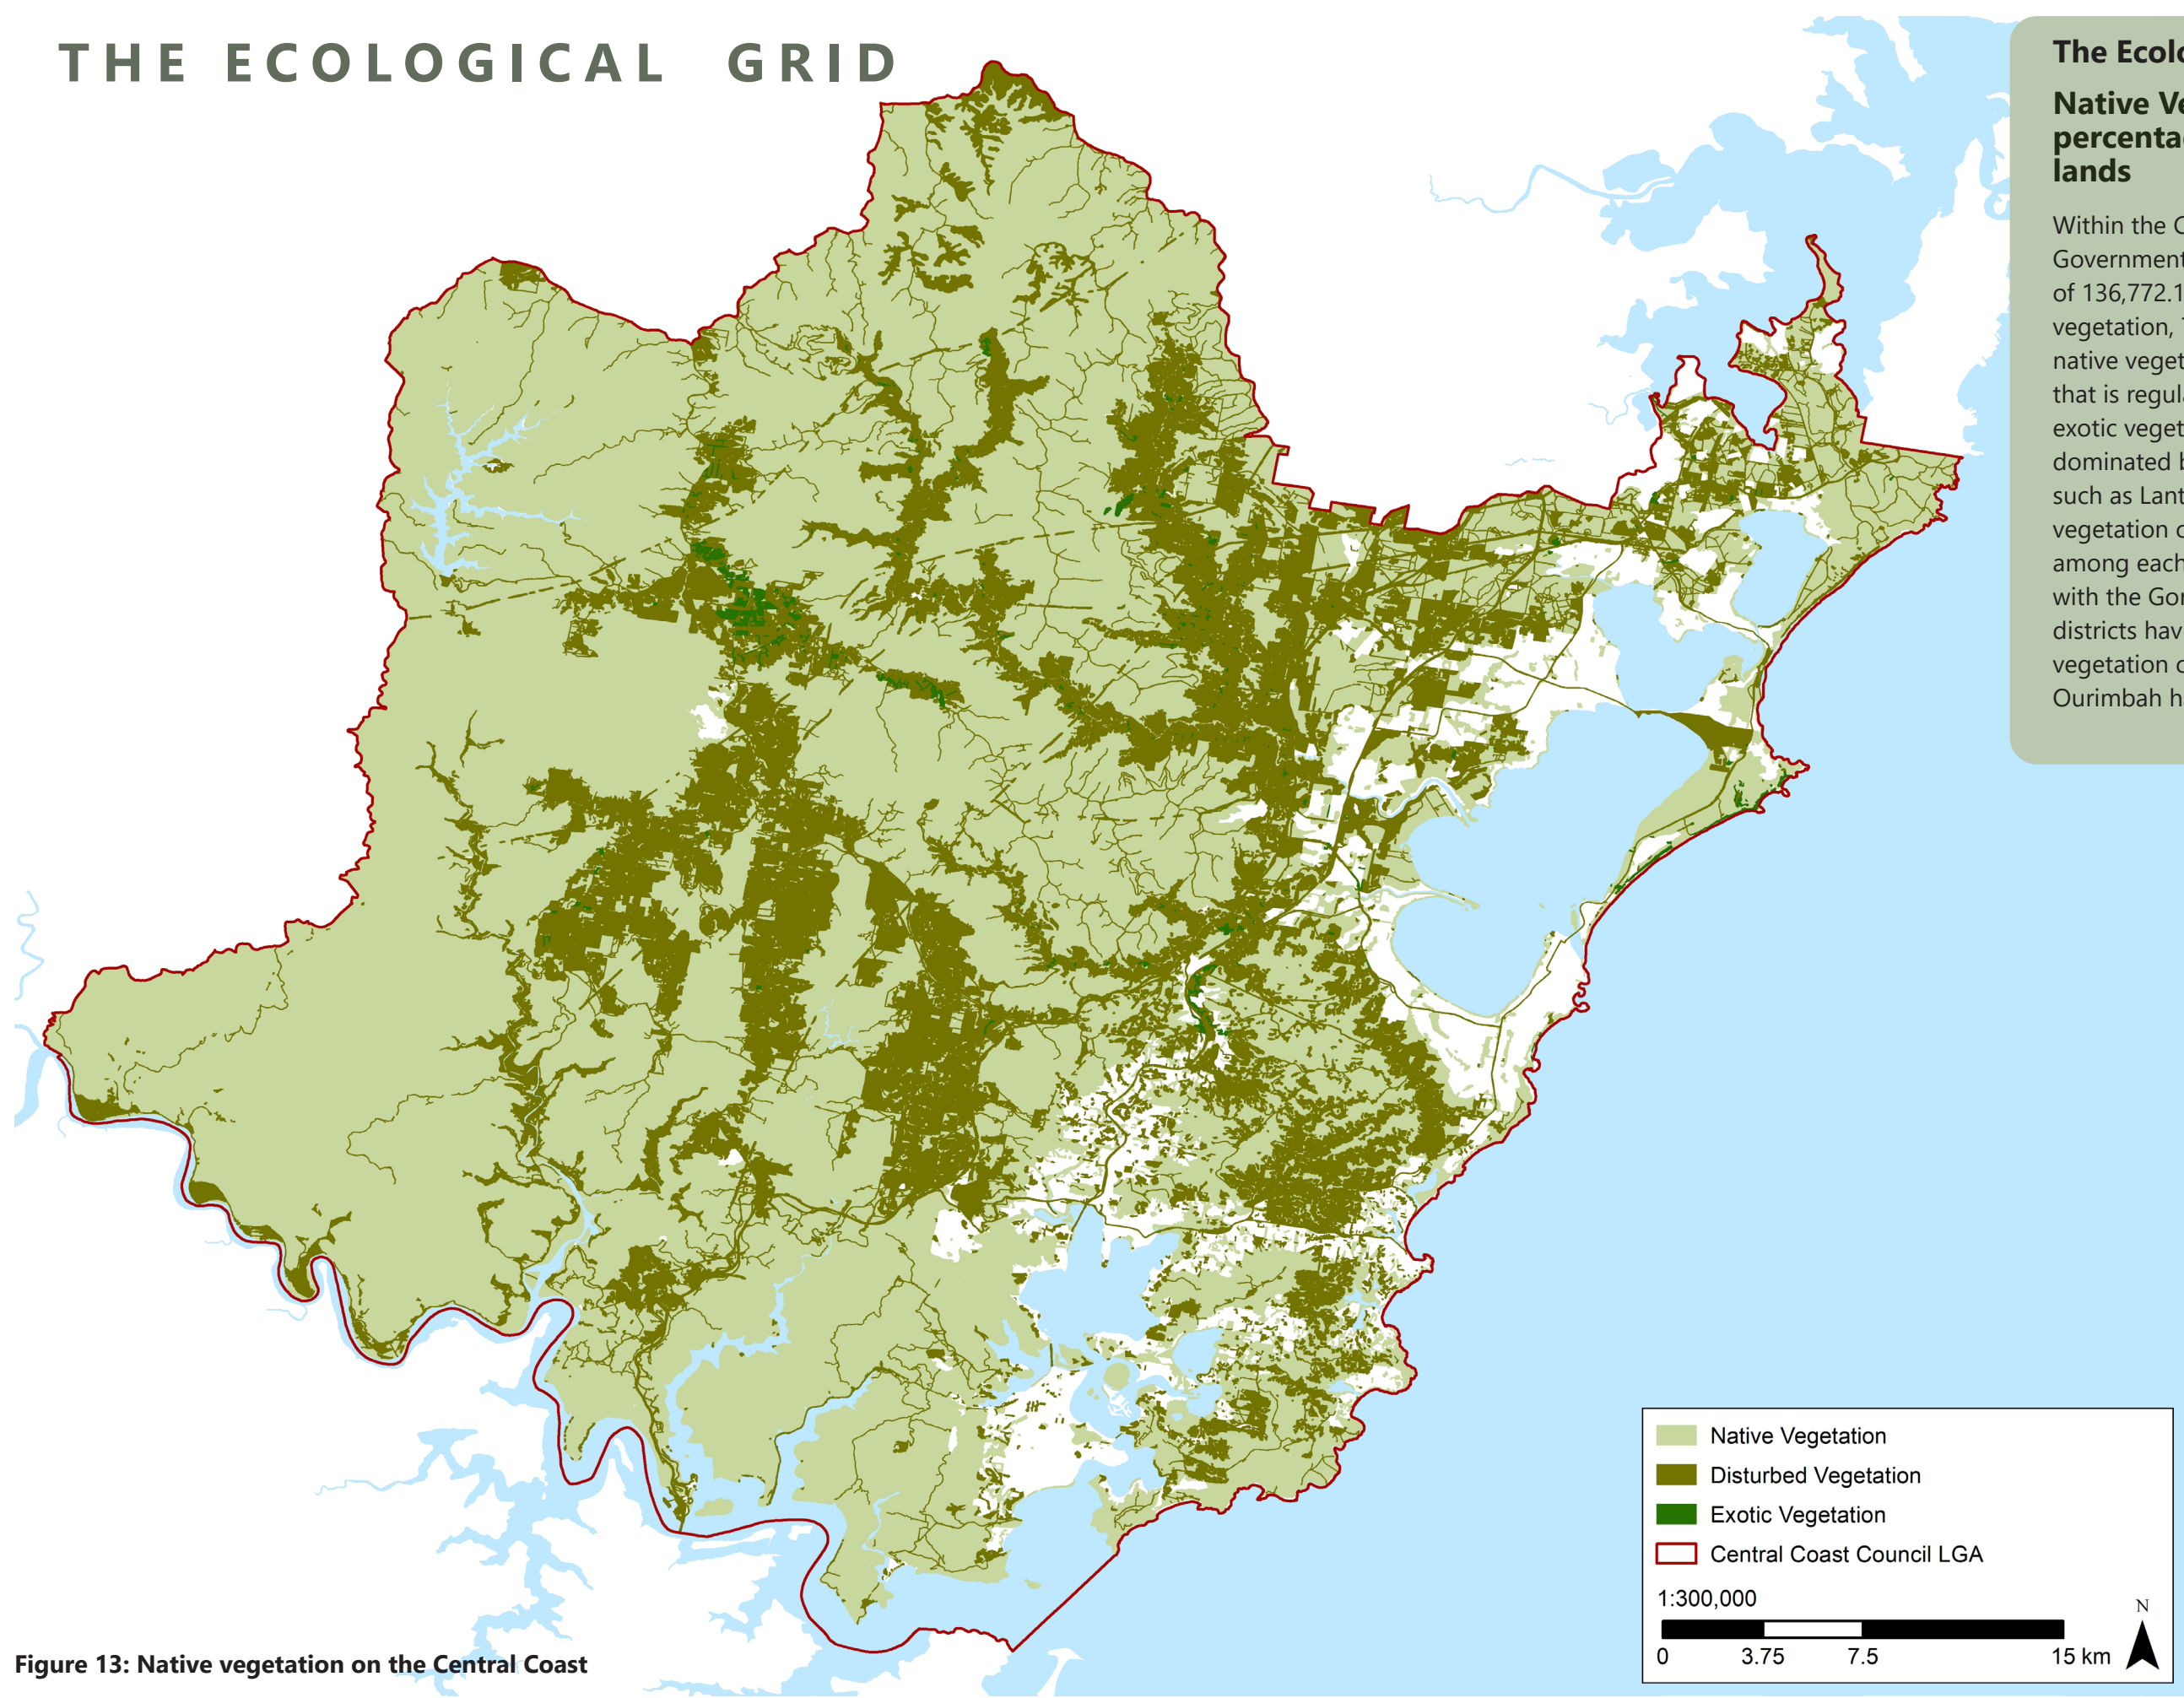 THE ECOLOGICAL GRID
The Ecolo
Native Ve
percenta
lands
Within the C
Government
of 136,772.1
vegetation,
native veget
that is regul
exotic veget
dominated b
such as Lant
vegetation c
among each
with the Gor
districts hav
vegetation c
Ourimbah h
Native Vegetation
Disturbed Vegetation
Exotic Vegetation
Central Coast Council LGA
1:300,000
N
0 3.75 7.5 15 km
Figure 13: Native vegetation on the Central Coast